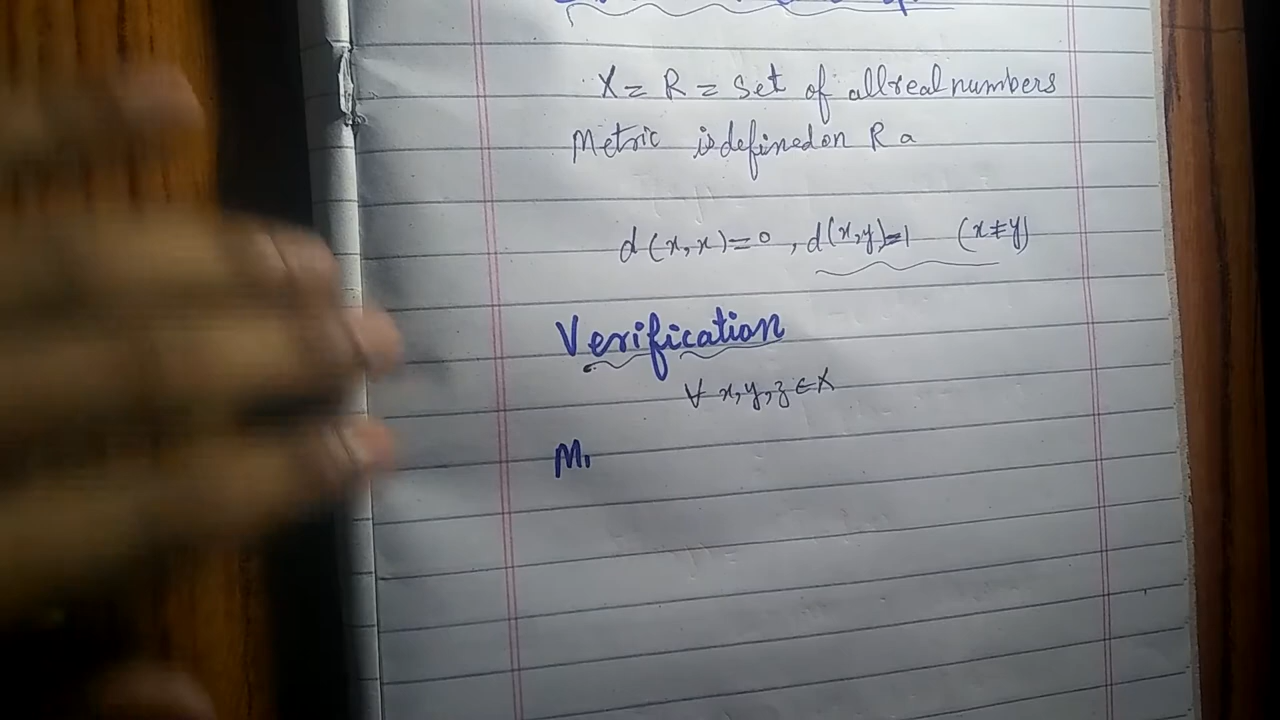 X = R = Set of all real numbers
Metric is defined on R a
d(x,x)=0 , d(x,y)=1 (x≠y)
Verification
∀ x,y,z ∈ X
M₁